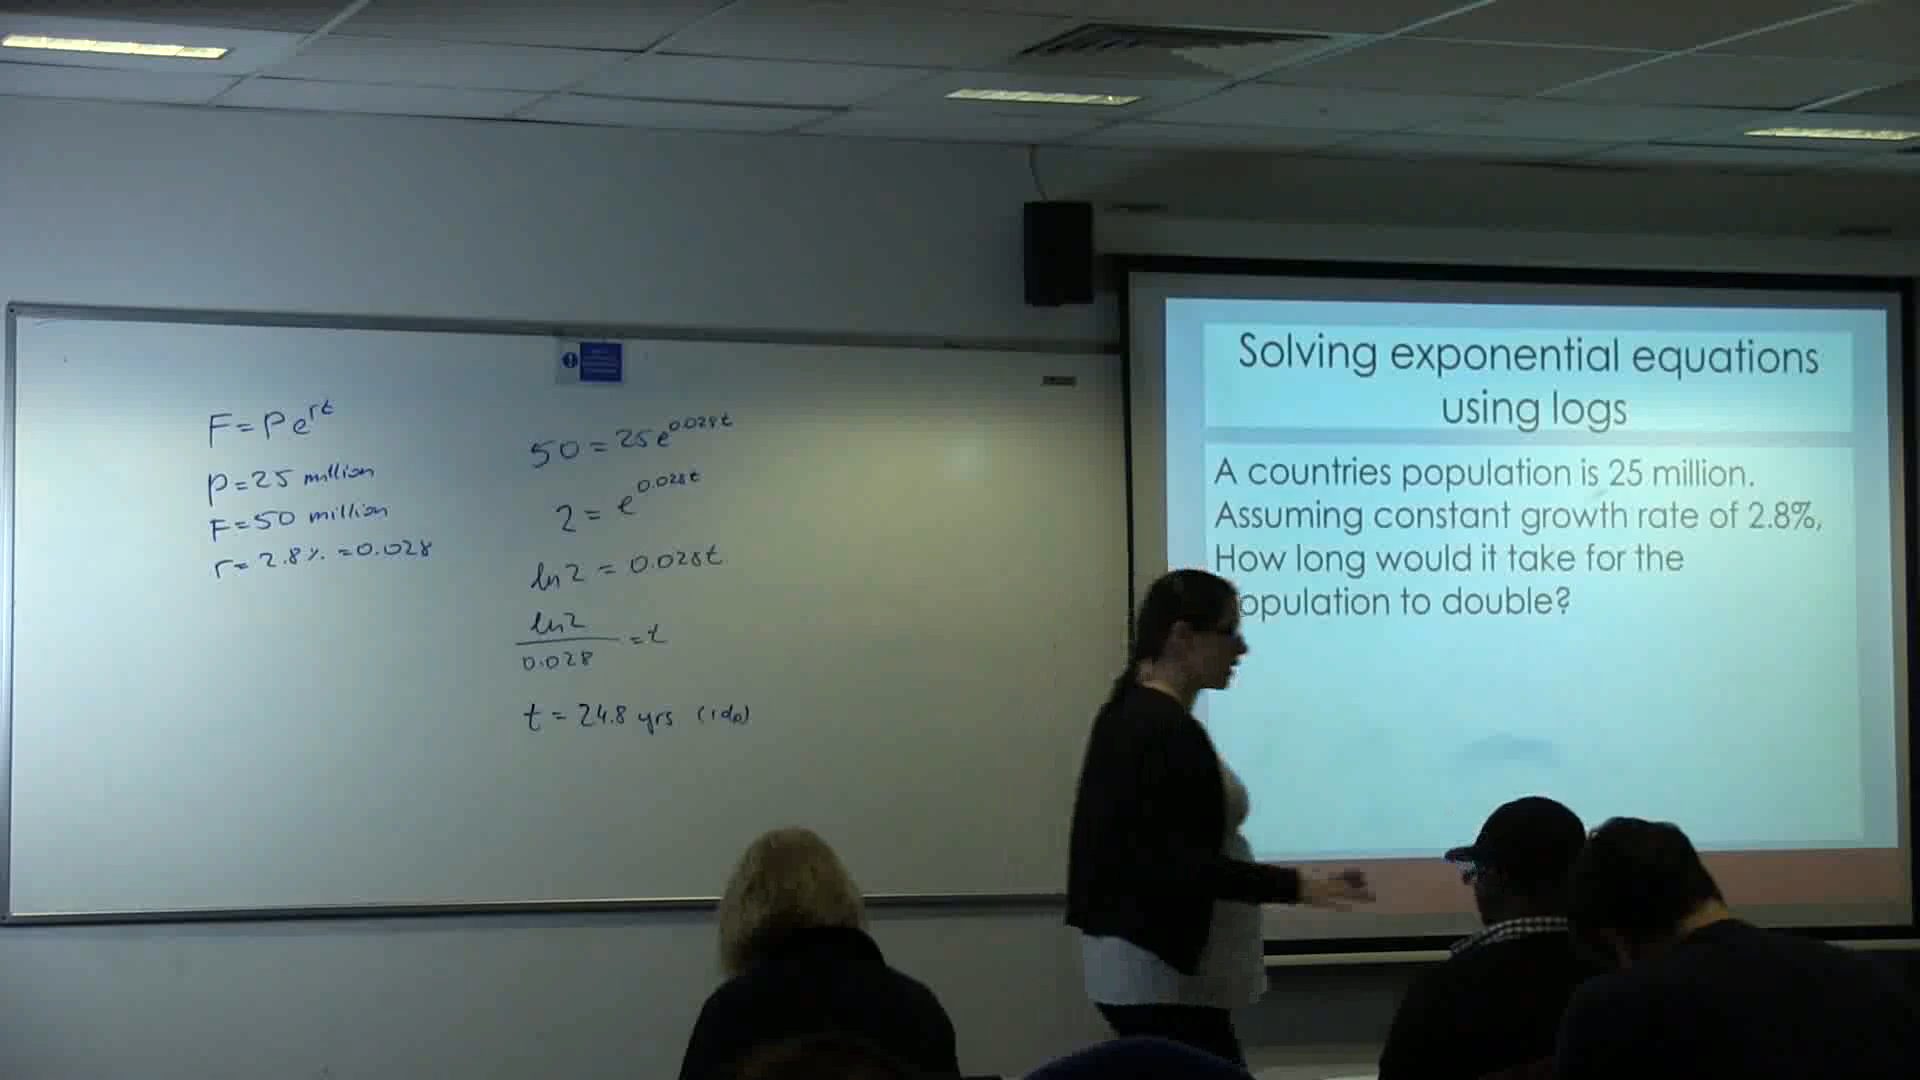 F = Pe^rt
P = 25 million
F = 50 million
r = 2.8% = 0.028
50 = 25e^0.028t
2 = e^0.028t
ln2 = 0.028t
ln2
0.028
= t
t = 24.8 yrs (1dp)
Solving exponential equations
using logs
A countries population is 25 million.
Assuming constant growth rate of 2.8%,
How long would it take for the
opulation to double?